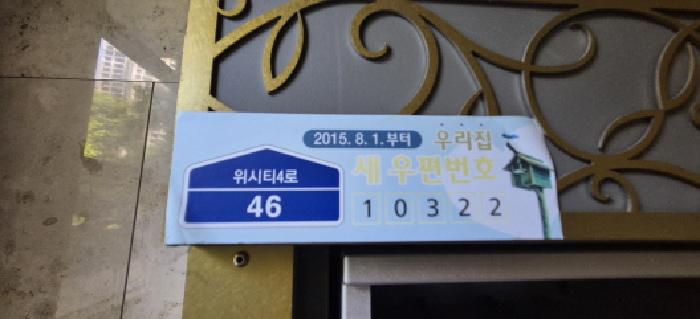 위시티4로
46
2015. 8. 1. 부터 우리집
새 우편번호
1 0 3 2 2